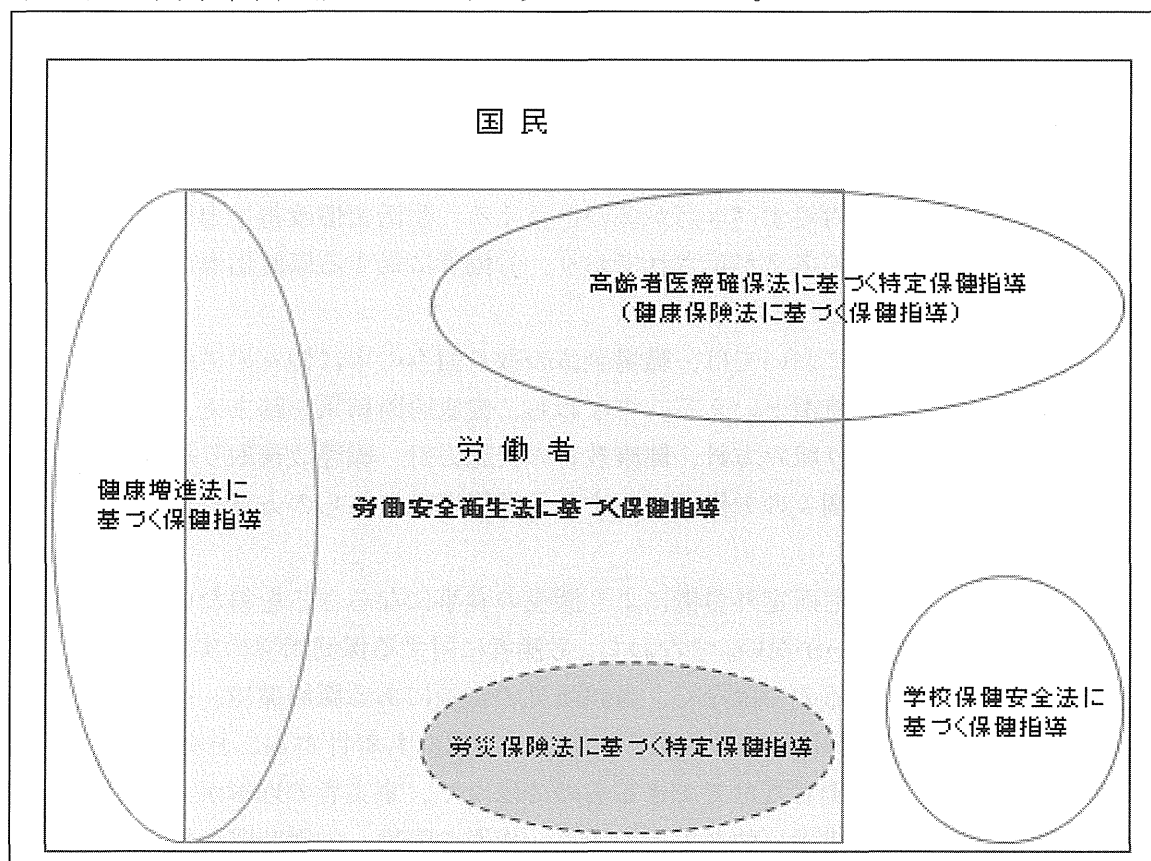 国 民
高齢者医療確保法に基づく特定保健指導
（健康保険法に基づく保健指導）
労 働 者
労働安全衛生法に基づく保健指導
健康増進法に
基づく保健指導
学校保健安全法に
基づく保健指導
労災保険法に基づく特定保健指導